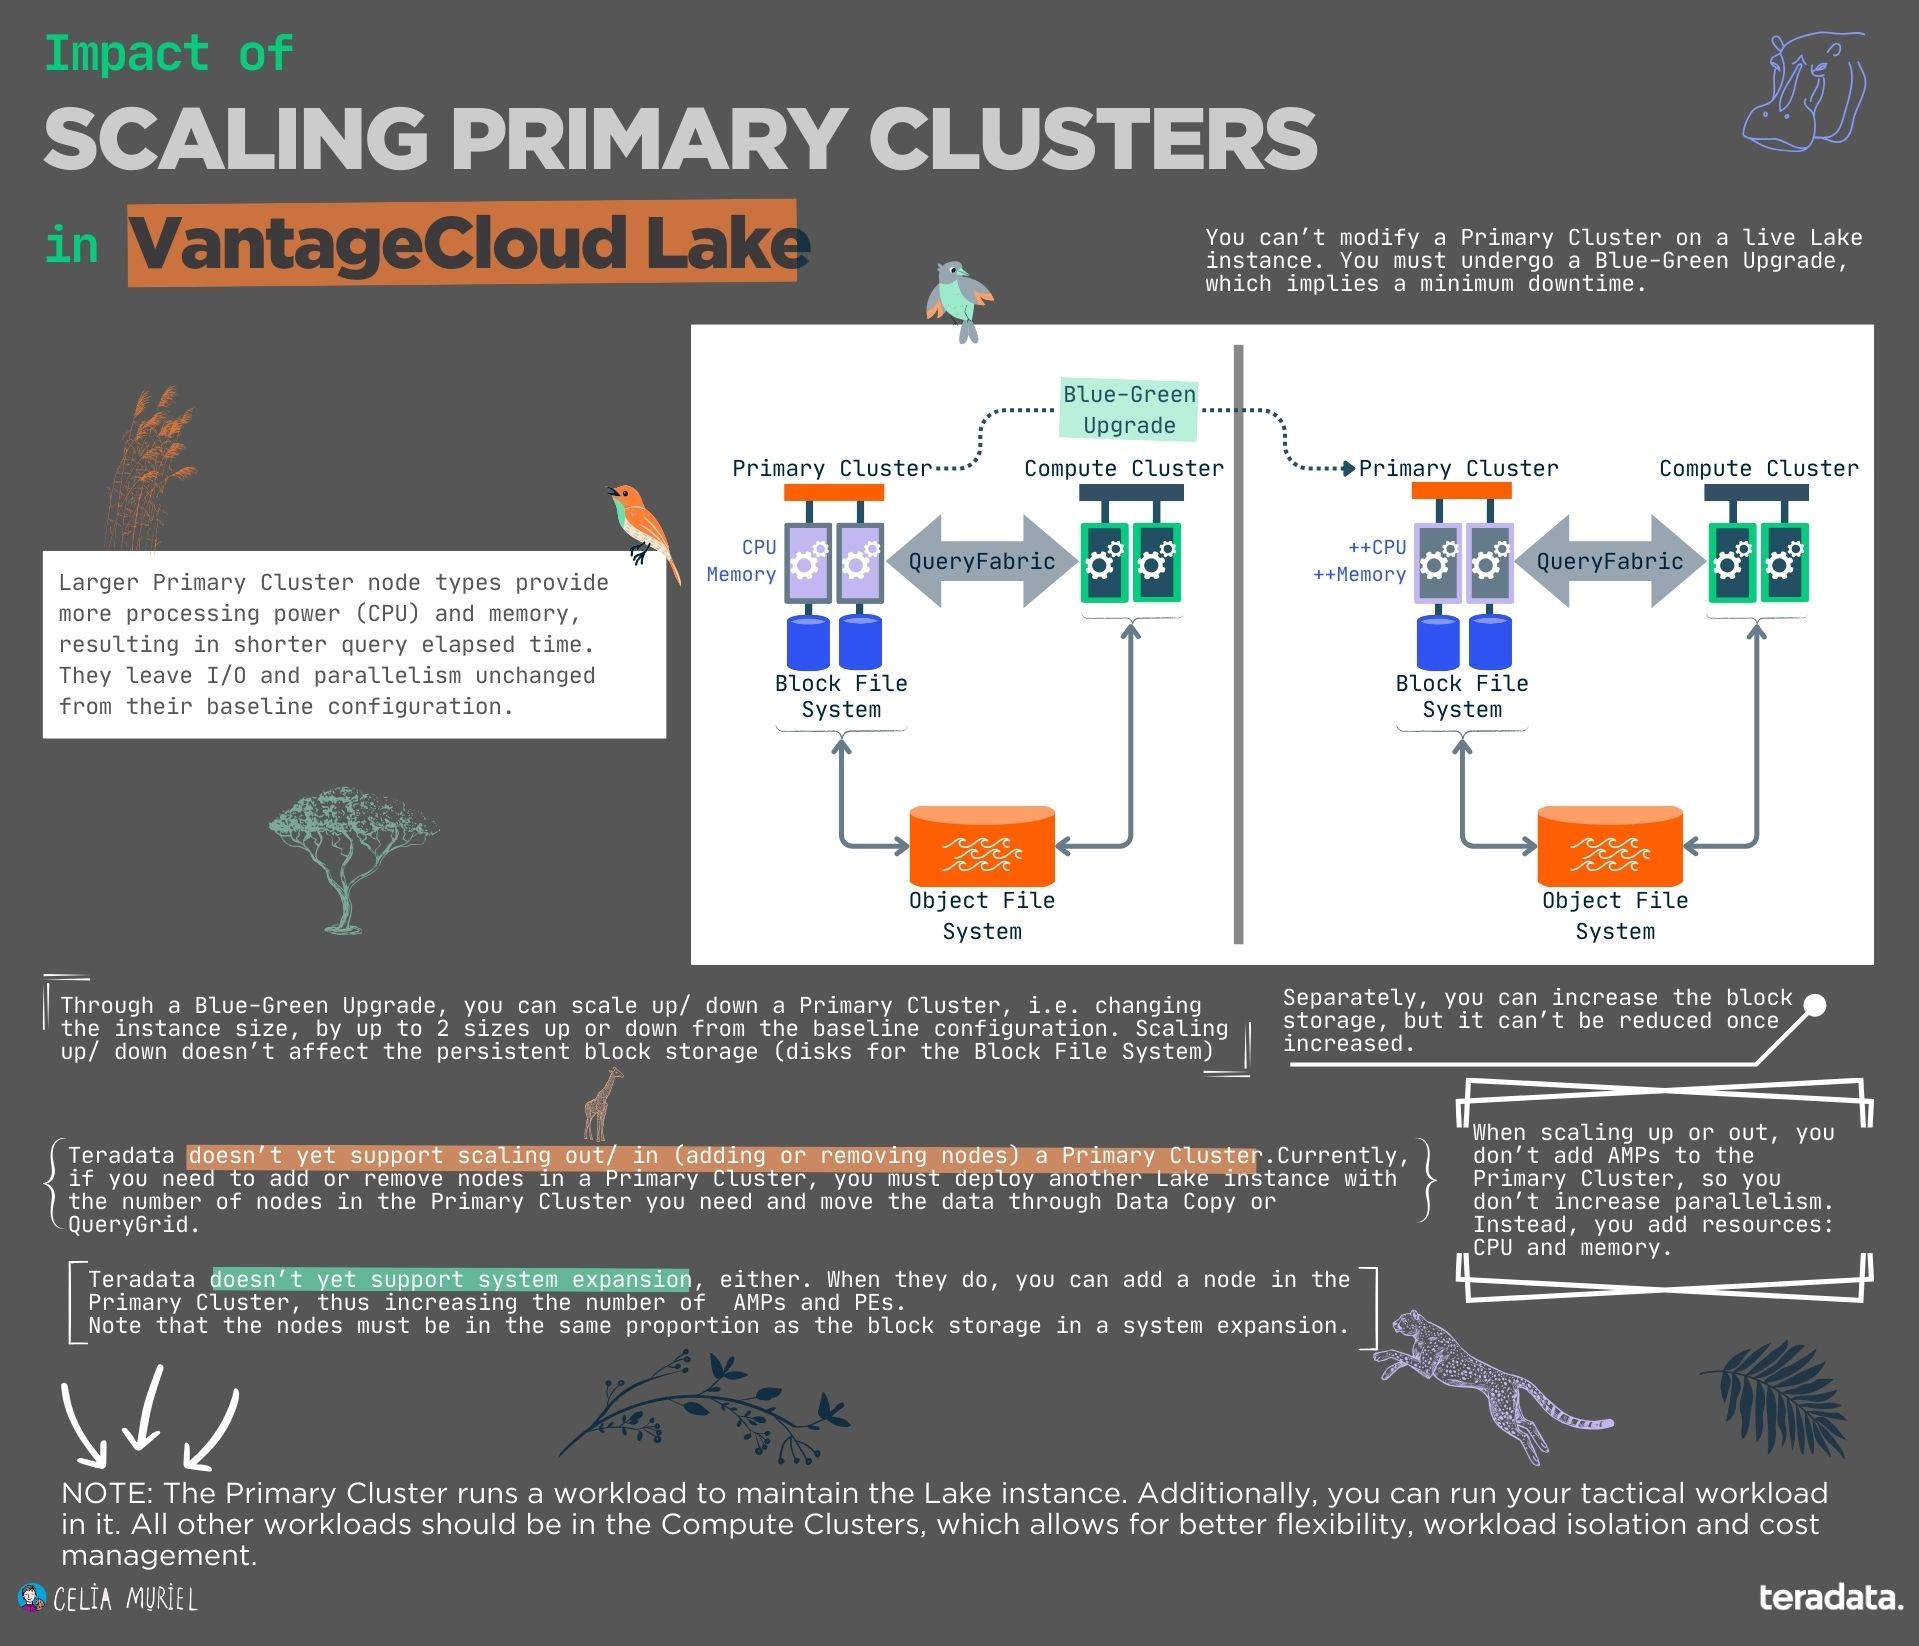 Impact of
SCALING PRIMARY CLUSTERS
in VantageCloud Lake
You can't modify a Primary Cluster on a live Lake
instance. You must undergo a Blue-Green Upgrade,
which implies a minimum downtime.
Larger Primary Cluster node types provide
more processing power (CPU) and memory,
resulting in shorter query elapsed time.
They leave I/O and parallelism unchanged
from their baseline configuration.
Blue-Green
Upgrade
Primary Cluster
Compute Cluster
CPU
Memory
QueryFabric
Block File
System
Object File
System
Primary Cluster
Compute Cluster
++CPU
++Memory
QueryFabric
Block File
System
Object File
System
Through a Blue-Green Upgrade, you can scale up/ down a Primary Cluster, i.e. changing
the instance size, by up to 2 sizes up or down from the baseline configuration. Scaling
up/ down doesn't affect the persistent block storage (disks for the Block File System)
Separately, you can increase the block
storage, but it can't be reduced once
increased.
Teradata doesn't yet support scaling out/ in (adding or removing nodes) a Primary Cluster.Currently,
if you need to add or remove nodes in a Primary Cluster, you must deploy another Lake instance with
the number of nodes in the Primary Cluster you need and move the data through Data Copy or
QueryGrid.
When scaling up or out, you
don't add AMPs to the
Primary Cluster, so you
don't increase parallelism.
Instead, you add resources:
CPU and memory.
Teradata doesn't yet support system expansion, either. When they do, you can add a node in the
Primary Cluster, thus increasing the number of AMPs and PEs.
Note that the nodes must be in the same proportion as the block storage in a system expansion.
NOTE: The Primary Cluster runs a workload to maintain the Lake instance. Additionally, you can run your tactical workload
in it. All other workloads should be in the Compute Clusters, which allows for better flexibility, workload isolation and cost
management.
CELIA MURIEL
teradata.